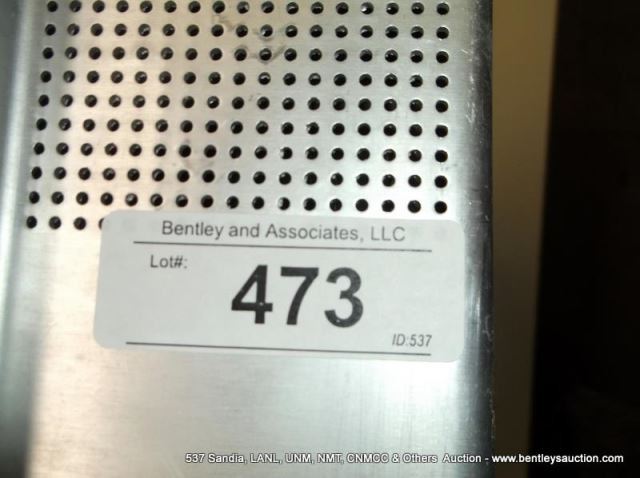 Bentley and Associates, LLC
Lot#:
473
ID:537
537 Sandia, LANL, UNM, NMT, CNMCC & Others Auction - www.bentleysauction.com